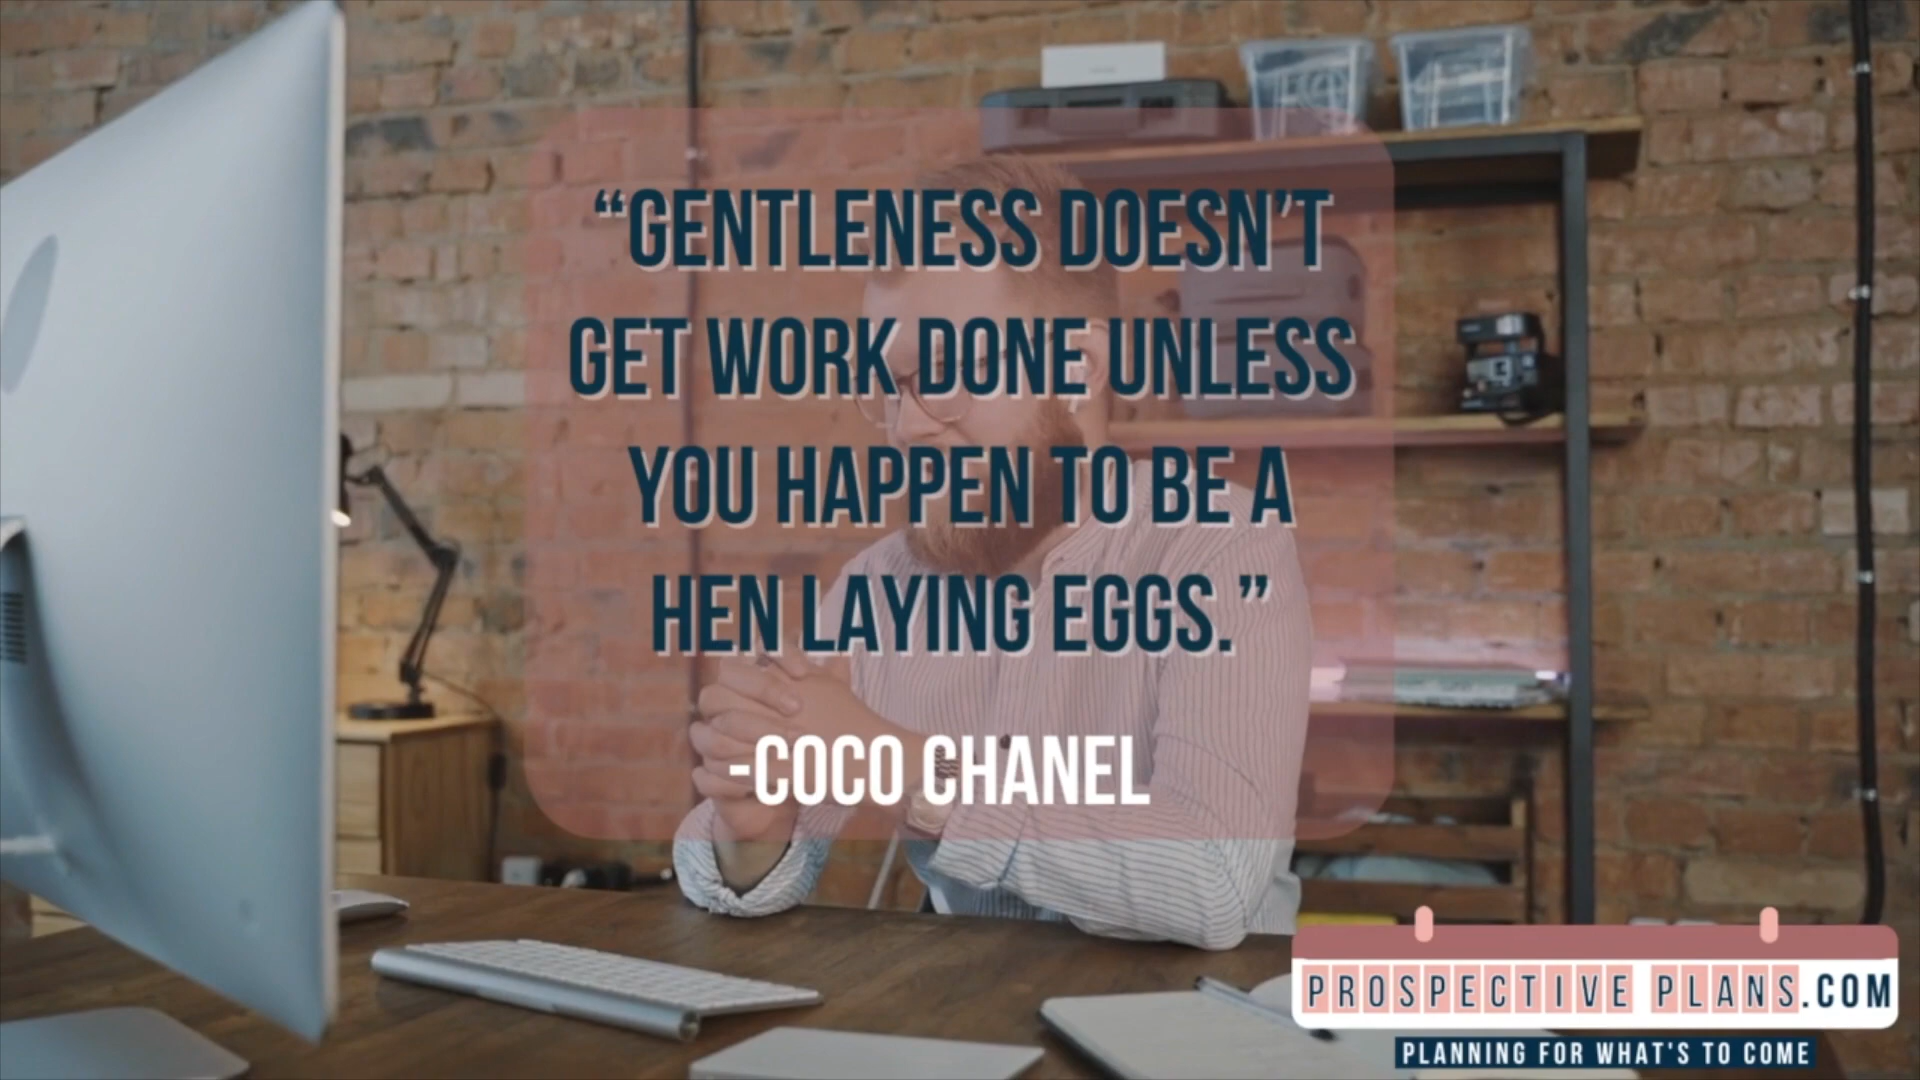 “GENTLENESS DOESN’T
GET WORK DONE UNLESS
YOU HAPPEN TO BE A
HEN LAYING EGGS.”
-COCO CHANEL
PROSPECTIVE PLANS.COM
PLANNING FOR WHAT'S TO COME